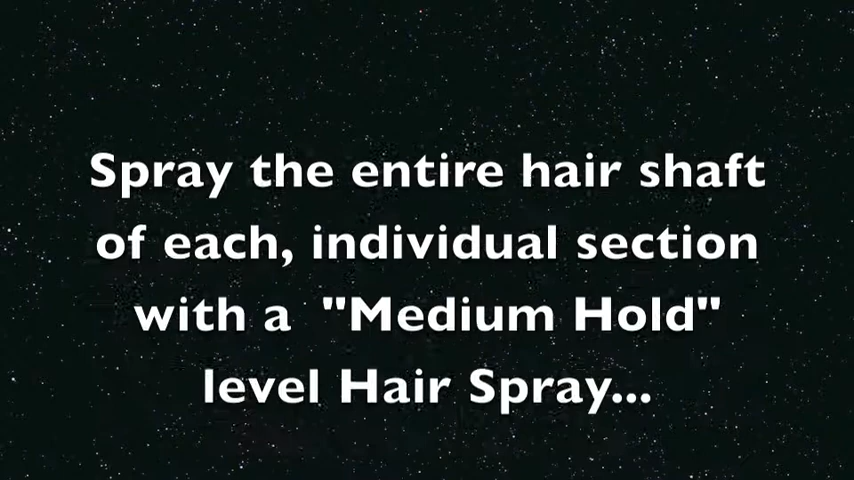 Spray the entire hair shaft
of each, individual section
with a  "Medium Hold"
level Hair Spray...